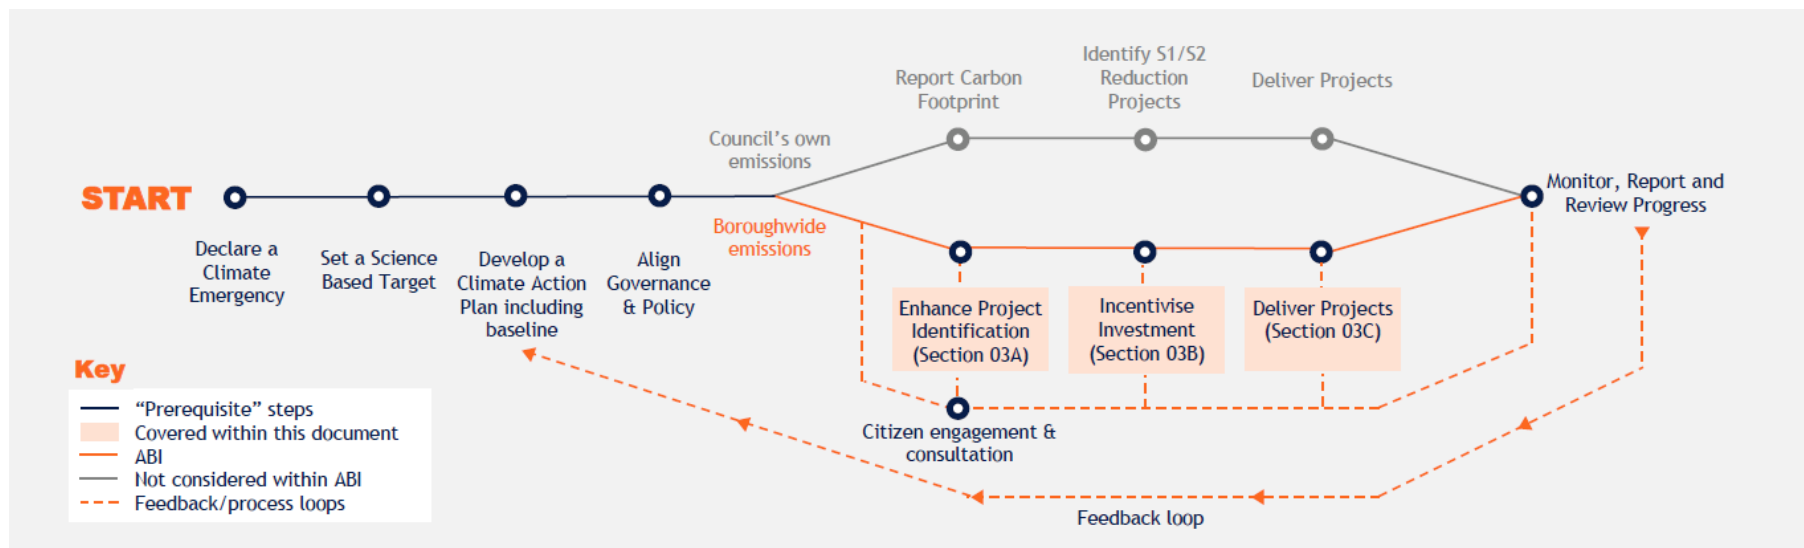 START
Declare a
Climate
Emergency
Set a Science
Based Target
Develop a
Climate Action
Plan including
baseline
Align
Governance
& Policy
Council's own
emissions
Report Carbon
Footprint
Identify S1/S2
Reduction
Projects
Deliver Projects
Boroughwide
emissions
Enhance Project
Identification
(Section 03A)
Incentivise
Investment
(Section 03B)
Deliver Projects
(Section 03C)
Monitor, Report and
Review Progress
Citizen engagement &
consultation
Feedback loop
Key
"Prerequisite" steps
Covered within this document
ABI
Not considered within ABI
Feedback/process loops